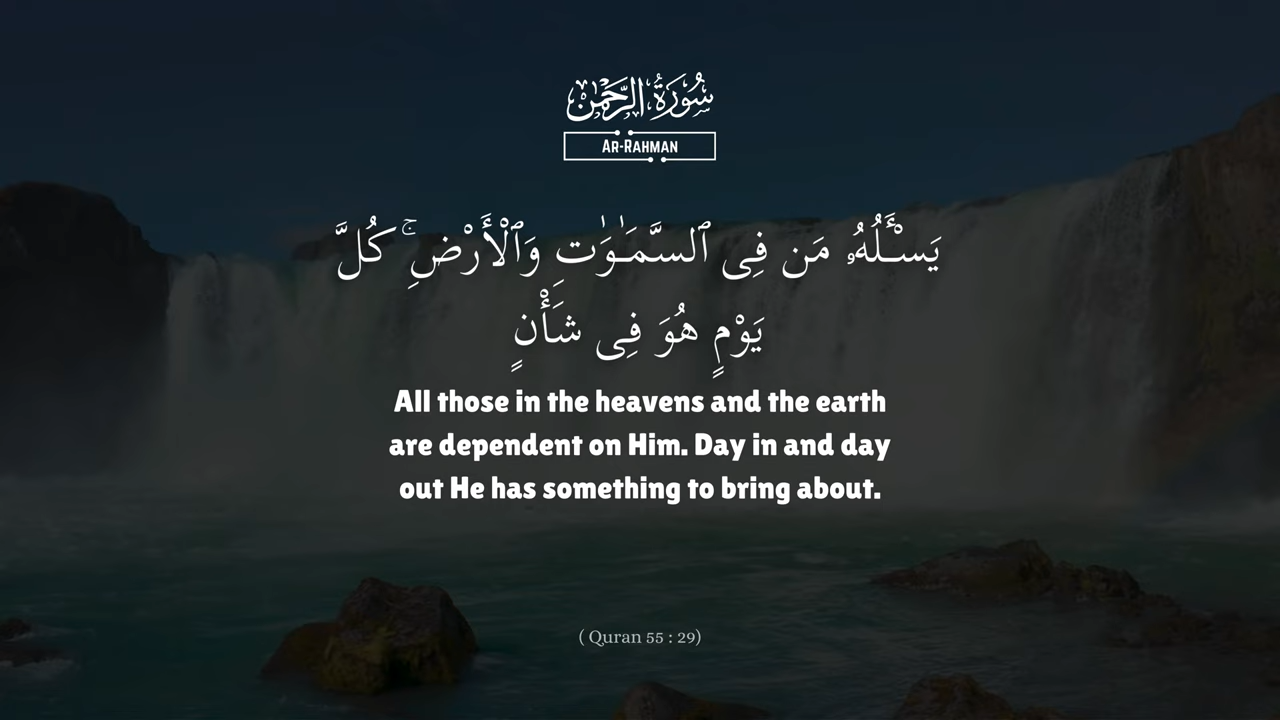 سُورَةُ الرَّحْمٰن
AR-RAHMAN
يَسْـَٔلُهُۥ مَن فِى ٱلسَّمَـٰوَٰتِ وَٱلْأَرْضِ ۚ كُلَّ
يَوْمٍ هُوَ فِى شَأْنٍ
All those in the heavens and the earth
are dependent on Him. Day in and day
out He has something to bring about.
( Quran 55 : 29)